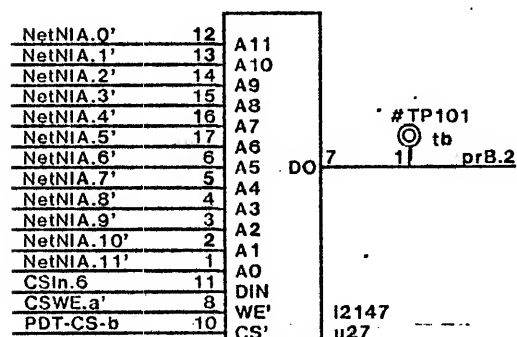 NetNIA.0' 12 A11
NetNIA.1' 13 A10
NetNIA.2' 14 A9
NetNIA.3' 15 A8
NetNIA.4' 16 A7
NetNIA.5' 17 A6
NetNIA.6' 6 A5 DO 7 1 prB.2
#TP101
tb
NetNIA.7' 5 A4
NetNIA.8' 4 A3
NetNIA.9' 3 A2
NetNIA.10' 2 A1
NetNIA.11' 1 A0
CSIn.6 11 DIN
CSWE.a' 8 WE' I2147
PDT-CS-b 10 CS' u27